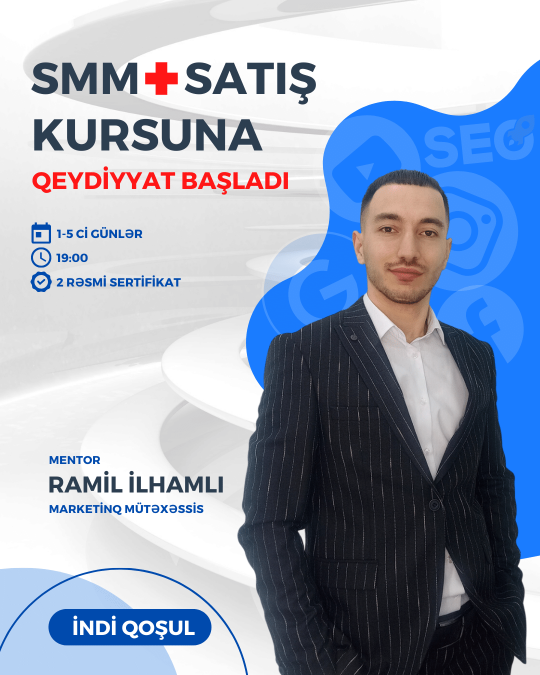 SMM+SATIŞ
KURSUNA
QEYDİYYAT BAŞLADI
1-5 Cİ GÜNLƏR
19:00
2 RƏSMİ SERTİFİKAT
SEO
MENTOR
RAMİL İLHAMLI
MARKETİNQ MÜTƏXƏSSİS
İNDİ QOŞUL